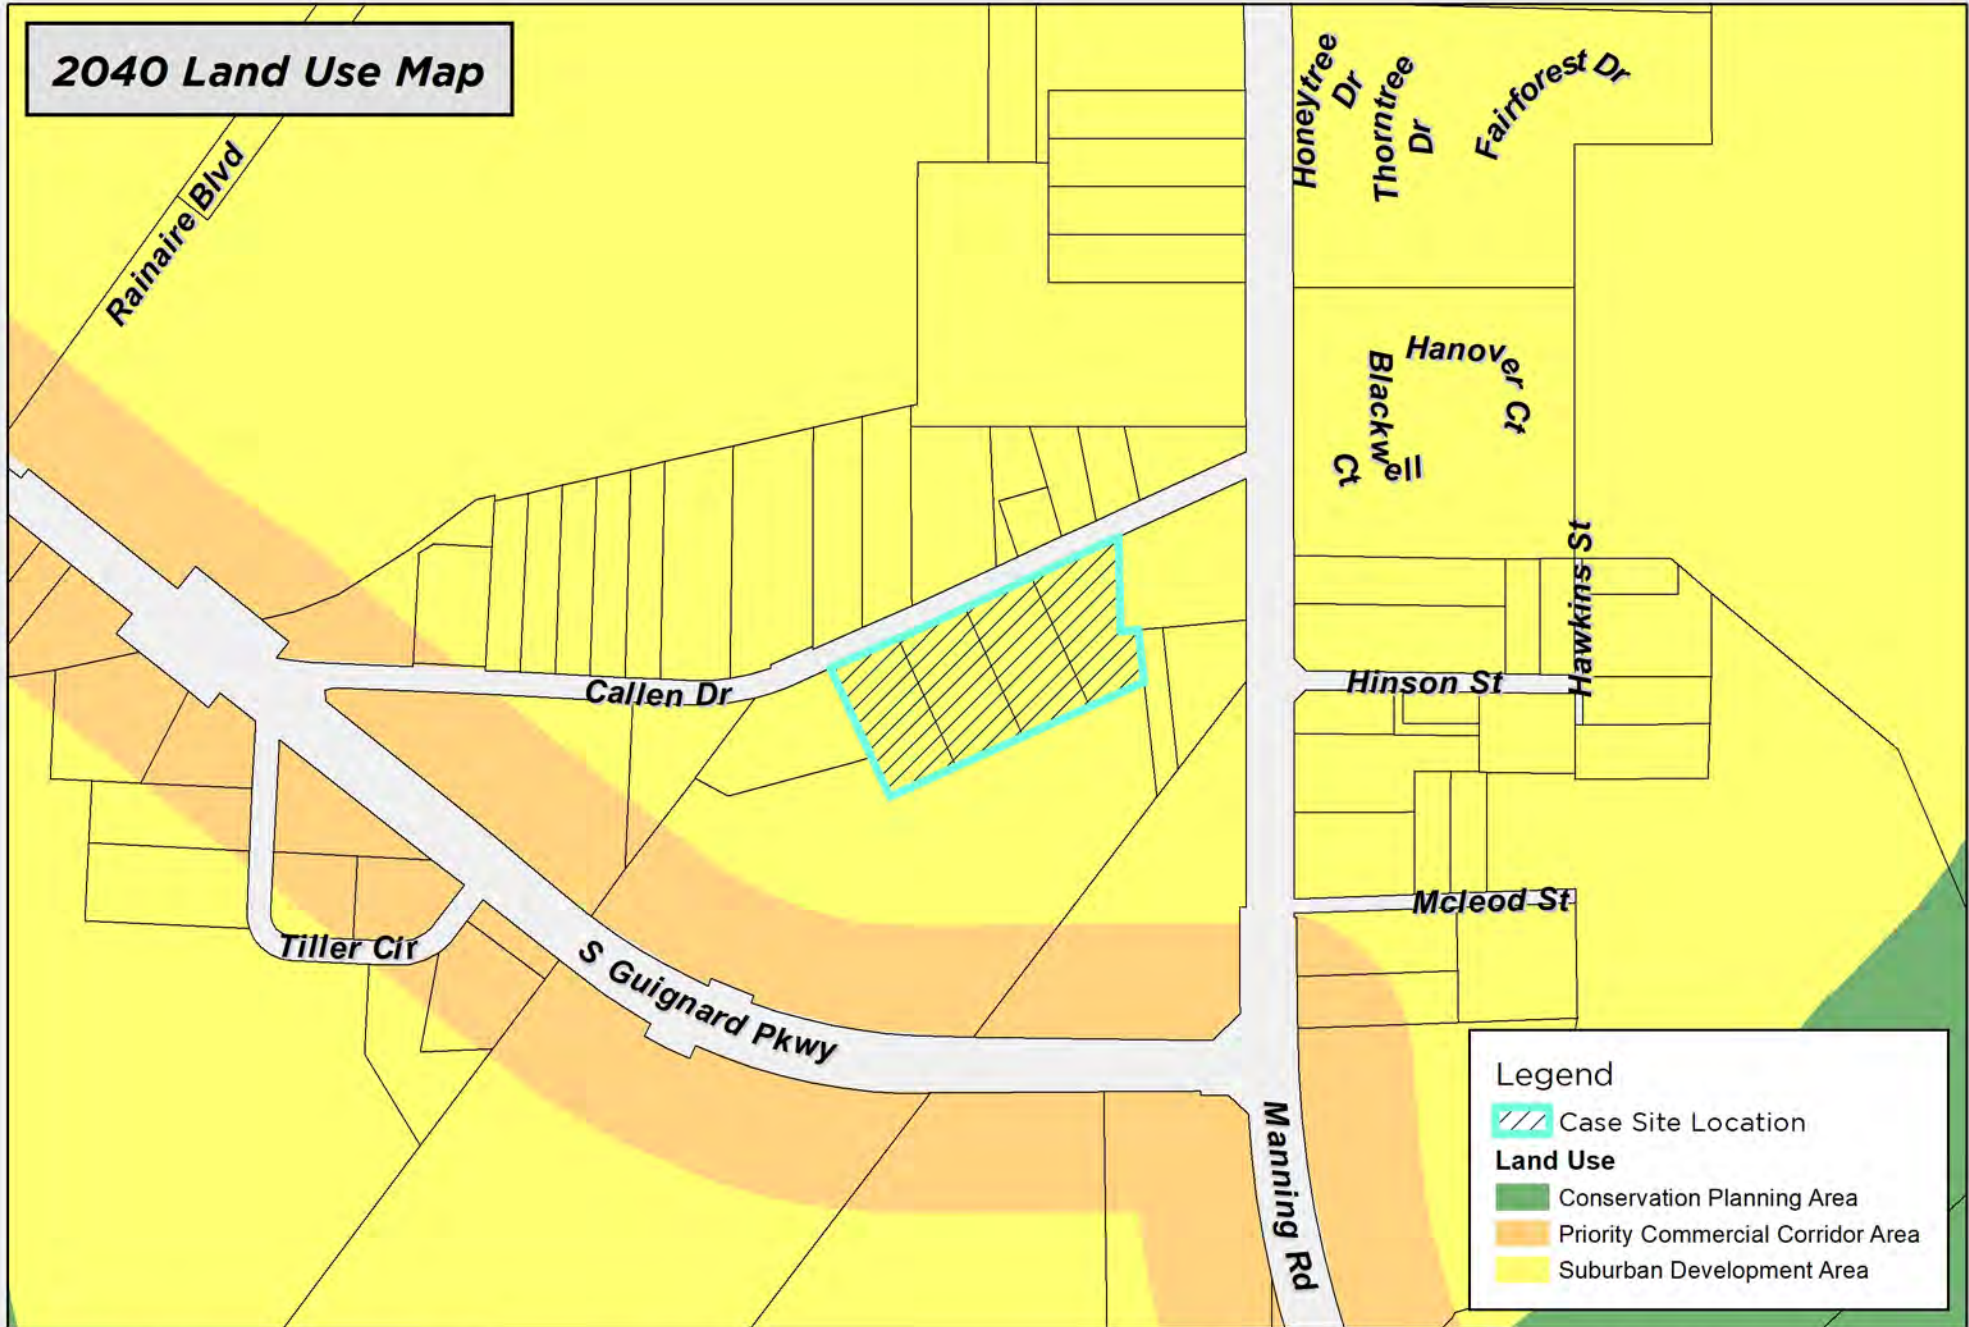 2040 Land Use Map
Rainaire Blvd
Honeytree
Dr
Thorntree
Dr
Fairforest Dr
Hanover Ct
Blackwell
Ct
Hawkins St
Hinson St
Callen Dr
Mcleod St
Tiller Cir
S Guignard Pkwy
Manning Rd
Legend
Case Site Location
Land Use
Conservation Planning Area
Priority Commercial Corridor Area
Suburban Development Area